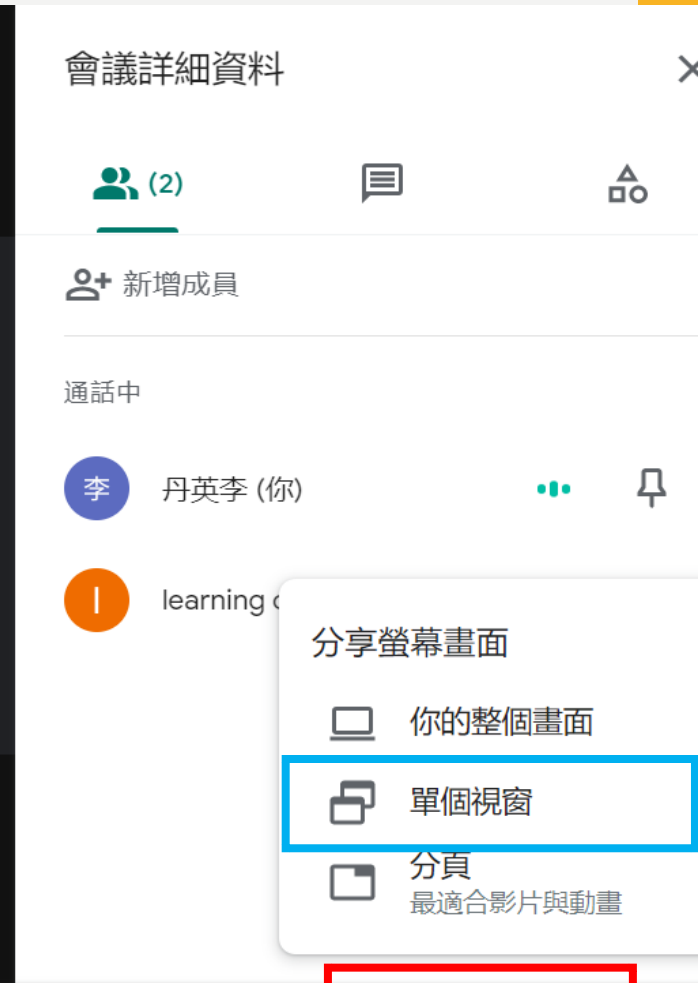 會議詳細資料
(2)
新增成員
通話中
李 丹英李 (你)
l learning
分享螢幕畫面
你的整個畫面
單個視窗
分頁
最適合影片與動畫